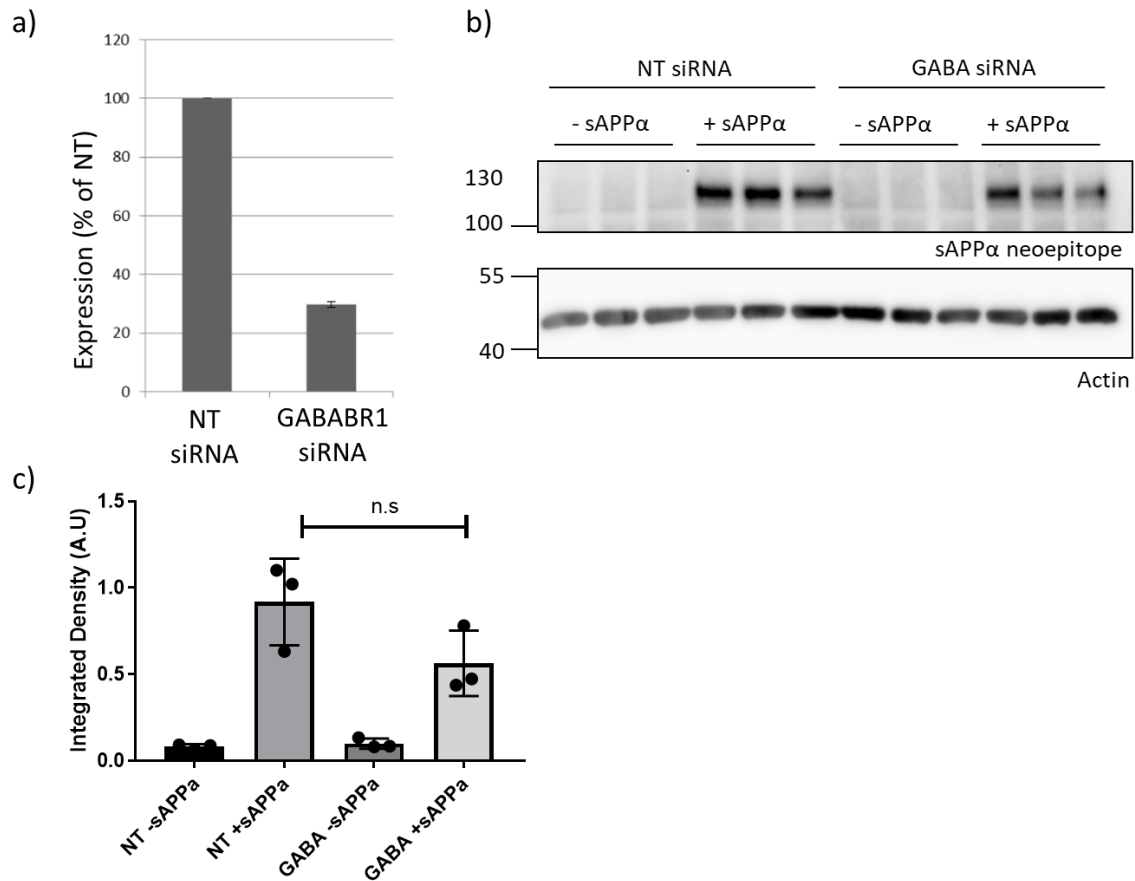 a)
120
100
80
60
40
20
0
Expression (% of NT)
NT
siRNA
GABABR1
siRNA
b)
NT siRNA
GABA siRNA
- sAPPα
+ sAPPα
- sAPPα
+ sAPPα
130
100
sAPPα neoepitope
55
40
Actin
c)
1.5
1.0
0.5
0.0
Integrated Density (A.U)
n.s
NT -sAPPa
NT +sAPPa
GABA -sAPPa
GABA +sAPPa